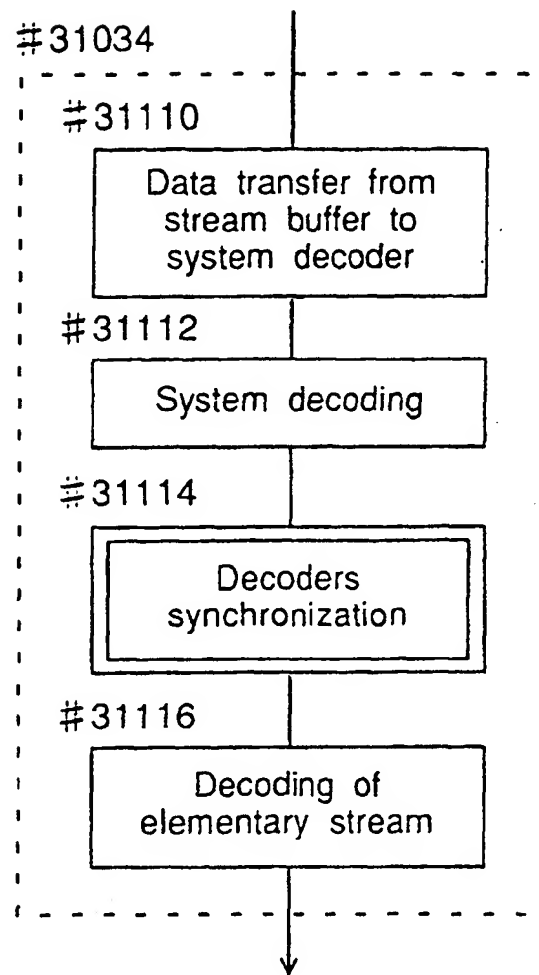 #31034
#31110
Data transfer from
stream buffer to
system decoder
#31112
System decoding
#31114
Decoders
synchronization
#31116
Decoding of
elementary stream